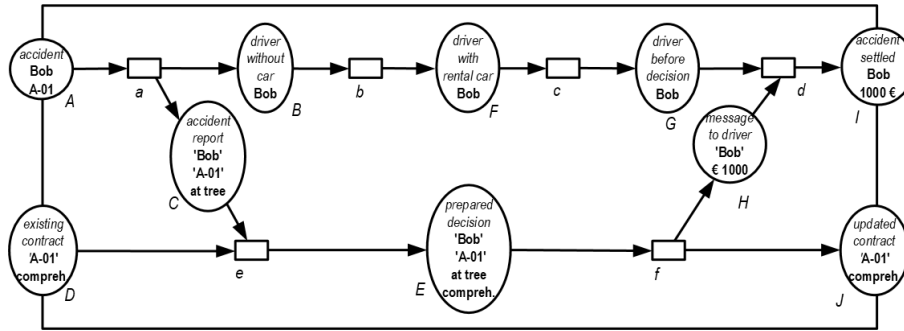 accident
Bob
A-01
A
a
driver
without
car
Bob
B
b
driver
with
rental car
Bob
F
c
driver
before
decision
Bob
G
d
accident
settled
Bob
1000 €
I
accident
report
'Bob'
'A-01'
at tree
C
message
to driver
'Bob'
€ 1000
H
existing
contract
'A-01'
compreh.
D
e
prepared
decision
'Bob'
'A-01'
at tree
compreh.
E
f
updated
contract
'A-01'
compreh.
J